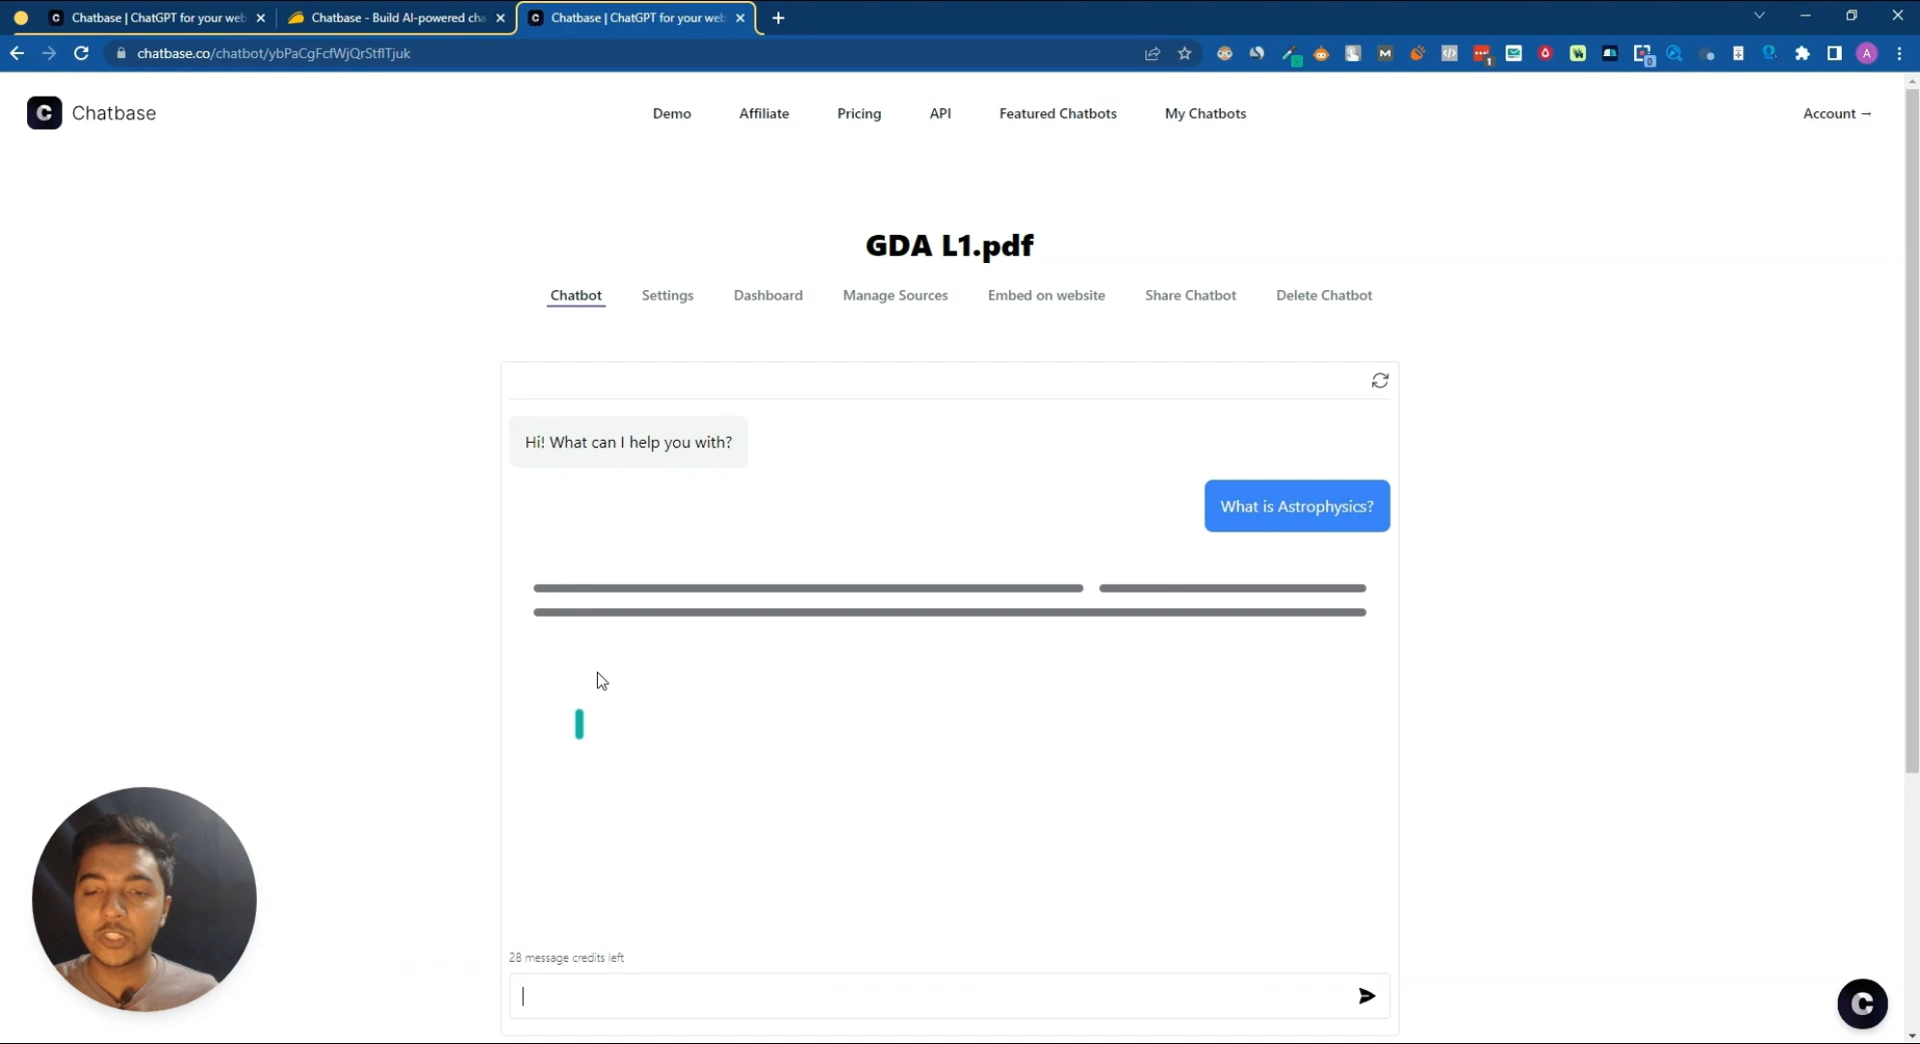 Chatbase | ChatGPT for your web
Chatbase - Build AI-powered cha
Chatbase | ChatGPT for your web
chatbase.co/chatbot/ybPaCgFcfWjQrStflTjuk
M
1
0
A
C Chatbase
Demo
Affiliate
Pricing
API
Featured Chatbots
My Chatbots
Account →
GDA L1.pdf
Chatbot
Settings
Dashboard
Manage Sources
Embed on website
Share Chatbot
Delete Chatbot
Hi! What can I help you with?
What is Astrophysics?
28 message credits left
C